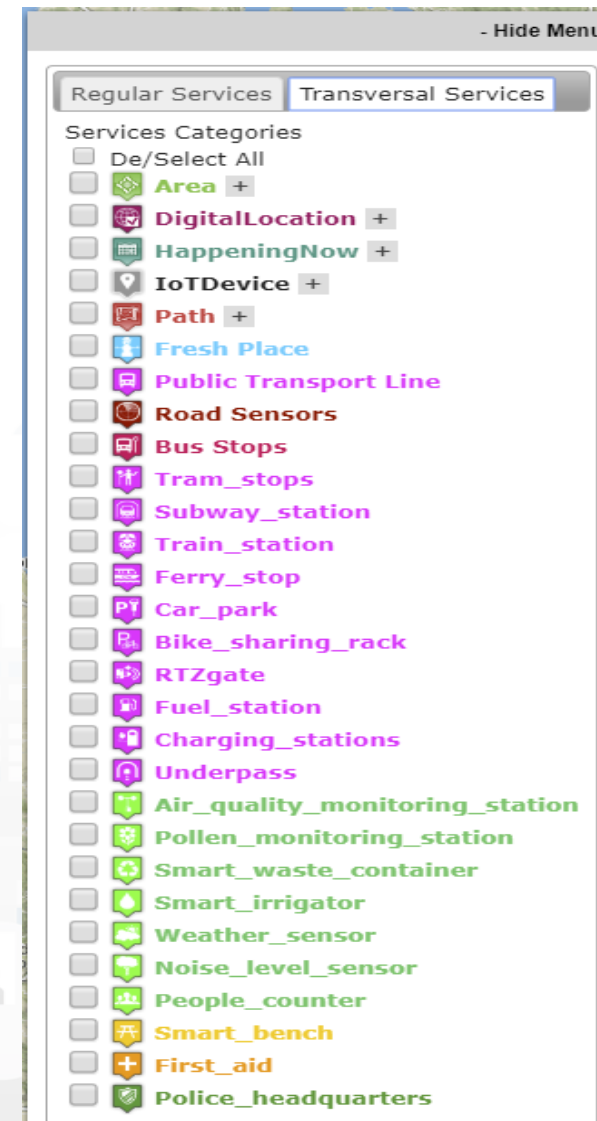 - Hide Menu
Regular Services Transversal Services
Services Categories
De/Select All
Area +
DigitalLocation +
HappeningNow +
IoTDevice +
Path +
Fresh Place
Public Transport Line
Road Sensors
Bus Stops
Tram_stops
Subway_station
Train_station
Ferry_stop
Car_park
Bike_sharing_rack
RTZgate
Fuel_station
Charging_stations
Underpass
Air_quality_monitoring_station
Pollen_monitoring_station
Smart_waste_container
Smart_irrigator
Weather_sensor
Noise_level_sensor
People_counter
Smart_bench
First_aid
Police_headquarters